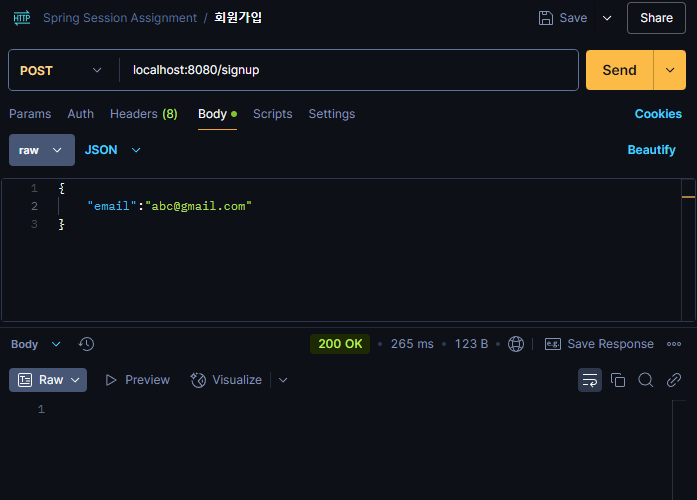 HTTP Spring Session Assignment / 회원가입 Save Share
POST localhost:8080/signup Send
Params Auth Headers (8) Body Scripts Settings Cookies
raw JSON Beautify
1 {
2 "email":"abc@gmail.com"
3 }
Body 200 OK • 265 ms • 123 B e.g. Save Response
Raw Preview Visualize
1